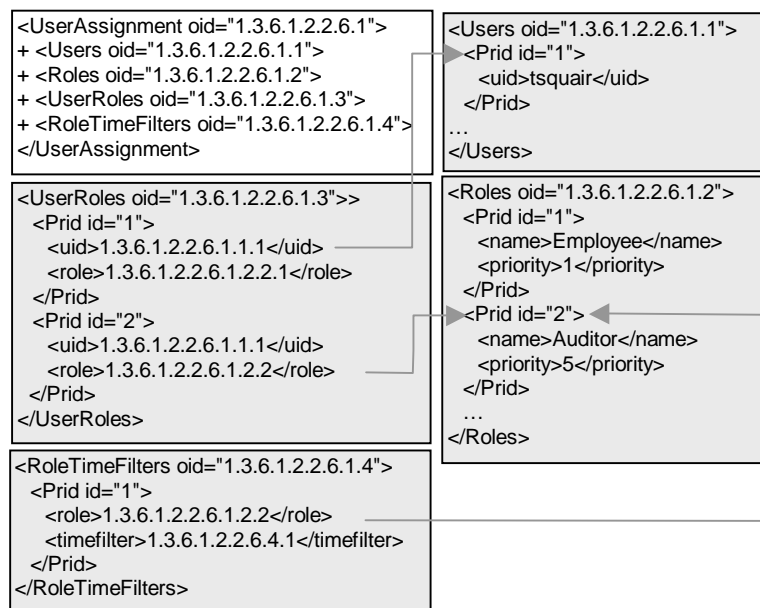 <UserAssignment oid="1.3.6.1.2.2.6.1">
+ <Users oid="1.3.6.1.2.2.6.1.1">
+ <Roles oid="1.3.6.1.2.2.6.1.2">
+ <UserRoles oid="1.3.6.1.2.2.6.1.3">
+ <RoleTimeFilters oid="1.3.6.1.2.2.6.1.4">
</UserAssignment>
<Users oid="1.3.6.1.2.2.6.1.1">
<Prid id="1">
<uid>tsquair</uid>
</Prid>
…
</Users>
<UserRoles oid="1.3.6.1.2.2.6.1.3">>
<Prid id="1">
<uid>1.3.6.1.2.2.6.1.1.1</uid>
<role>1.3.6.1.2.2.6.1.2.2.1</role>
</Prid>
<Prid id="2">
<uid>1.3.6.1.2.2.6.1.1.1</uid>
<role>1.3.6.1.2.2.6.1.2.2</role>
</Prid>
</UserRoles>
<Roles oid="1.3.6.1.2.2.6.1.2">
<Prid id="1">
<name>Employee</name>
<priority>1</priority>
</Prid>
<Prid id="2">
<name>Auditor</name>
<priority>5</priority>
</Prid>
…
</Roles>
<RoleTimeFilters oid="1.3.6.1.2.2.6.1.4">
<Prid id="1">
<role>1.3.6.1.2.2.6.1.2.2</role>
<timefilter>1.3.6.1.2.2.6.4.1</timefilter>
</Prid>
</RoleTimeFilters>